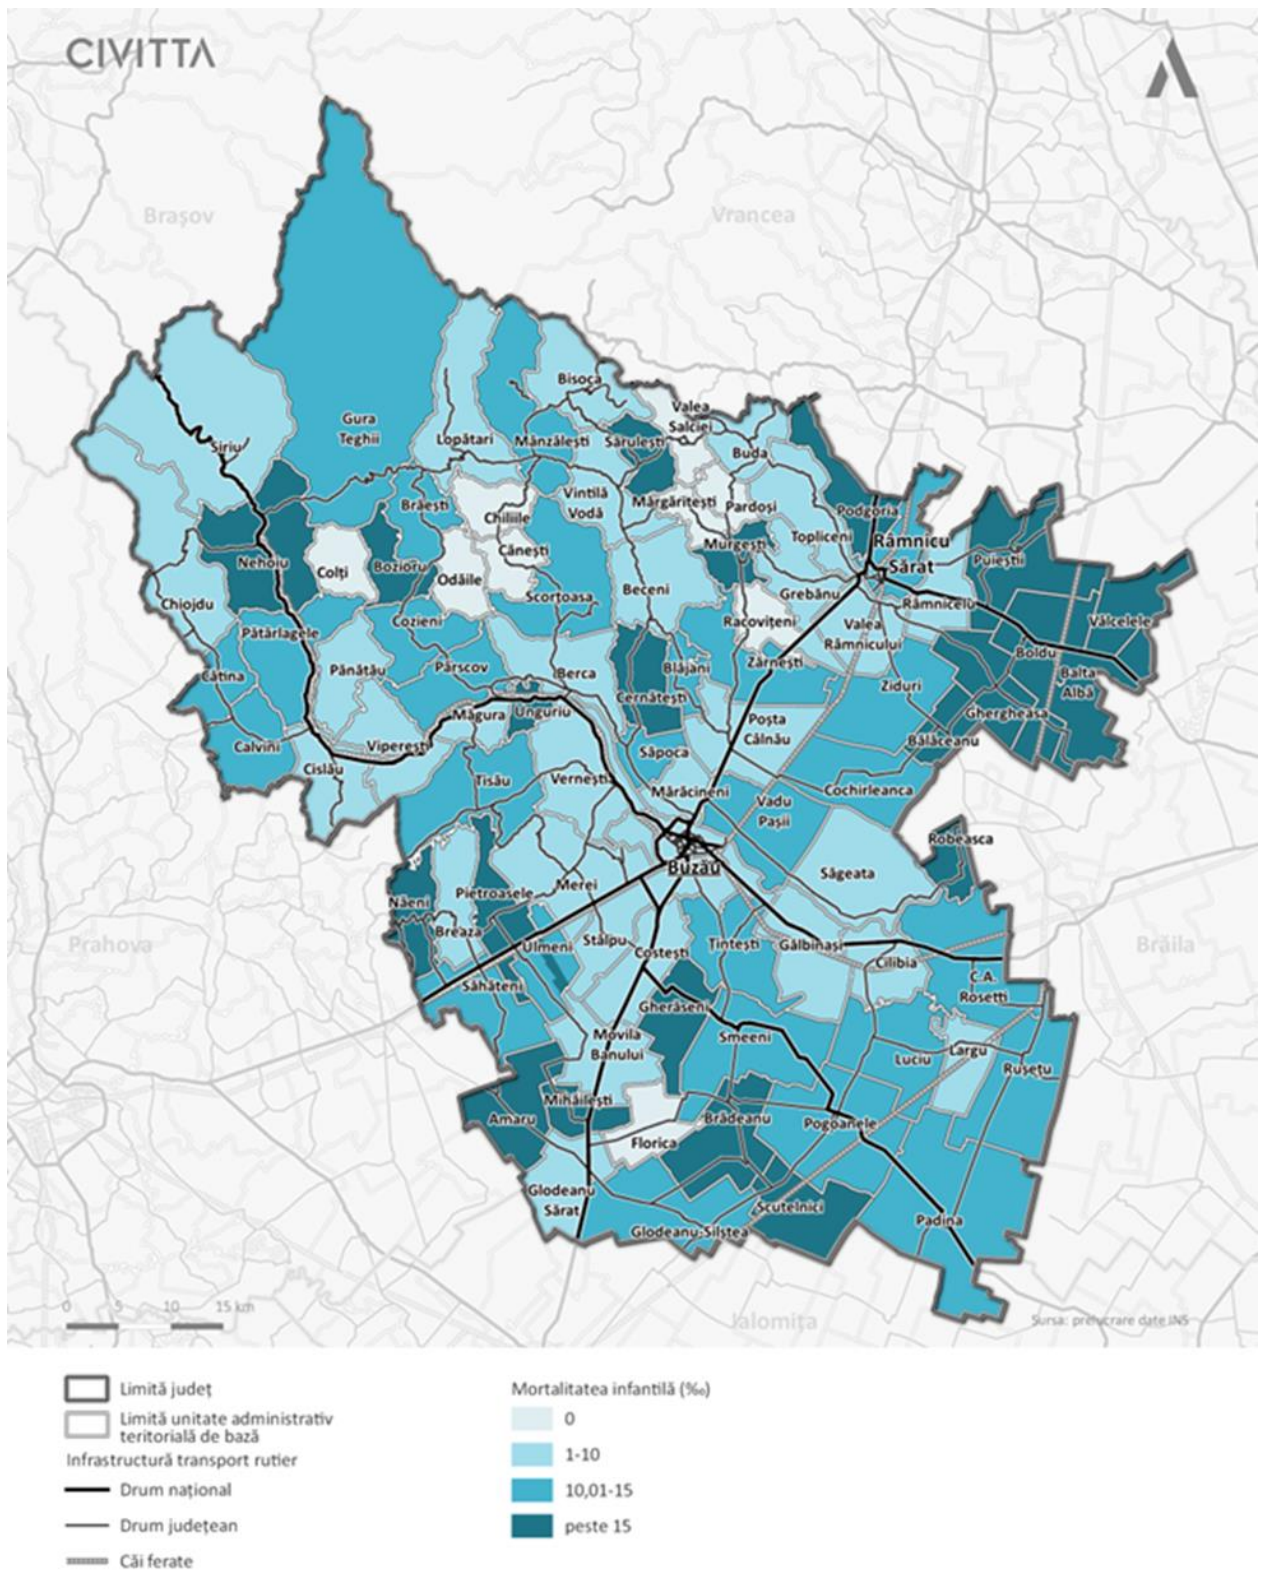 CIVITTA
Brașov
Vrancea
Bisoca
Valea
Salciei
Gura
Teghii
Siriu
Lopătari
Mânzălești
Sărulești
Buda
Brăești
Vintilă
Vodă
Mărgăritești
Pardoși
Chiliile
Podgoria
Râmnicu
Sărat
Murgești
Topliceni
Cănești
Nehoiu
Colți
Bozioru
Odăile
Puieștii
Beceni
Scorțoasa
Grebănu
Chiojdu
Râmnicelu
Cozieni
Racovițeni
Valea
Râmnicului
Vâlcelele
Pătârlagele
Boldu
Cătina
Pănătău
Pârscov
Berca
Blăjani
Zărnești
Balta
Albă
Ziduri
Cernătești
Măgura
Unguriu
Ghergheasa
Poșta
Câlnău
Calvini
Viperești
Bălăceanu
Săpoca
Cislău
Tisău
Vernești
Mărăcineni
Cochirleanca
Vadu
Pașii
Robeasca
Buzău
Săgeata
Merei
Pietroasele
Năeni
Breaza
Ulmeni
Stâlpu
Costești
Țintești
Gălbinași
Prahova
Brăila
Cilibia
C.A.
Rosetti
Săhăteni
Gherăseni
Movila
Banului
Smeeni
Luciu
Largu
Rușețu
Mihăilești
Amaru
Brădeanu
Pogoanele
Florica
Glodeanu
Sărat
Scutelnici
Padina
Glodeanu-Siliștea
0 5 10 15 km
Ialomița
Sursa: prelucrare date INS
Limită județ
Limită unitate administrativ
teritorială de bază
Infrastructură transport rutier
Drum național
Drum județean
Căi ferate
Mortalitatea infantilă (‰)
0
1-10
10,01-15
peste 15